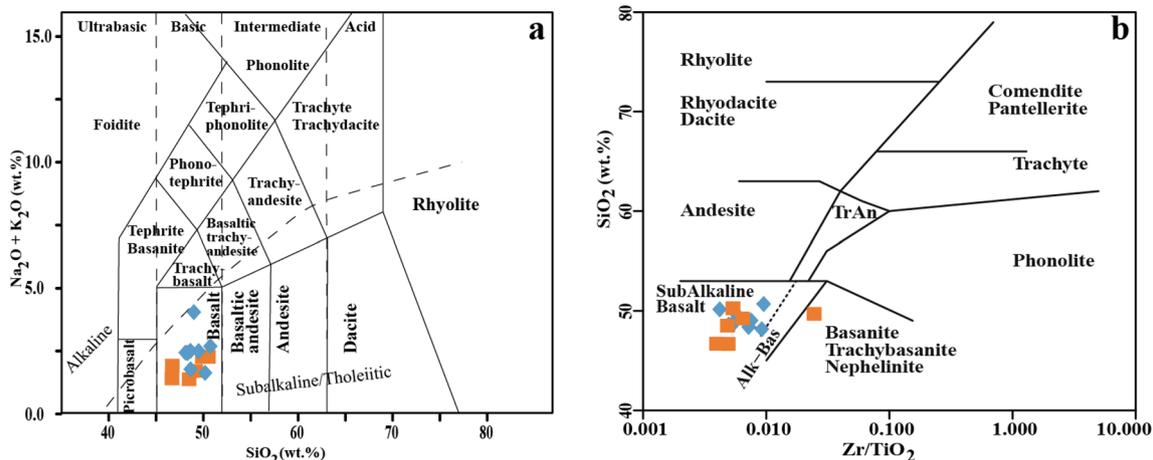 Ultrabasic Basic Intermediate Acid a
15.0
Phonolite
Tephri-
phonolite
Trachyte
Trachydacite
Foidite
10.0
Phono-
tephrite
Trachy-
andesite
Rhyolite
Tephrite
Basanite
Basaltic
trachy-
andesite
Trachy
basalt
5.0
Basalt
Basaltic
andesite
Andesite
Dacite
Alkaline
Picrobasalt
Subalkaline/Tholeiitic
0.0
40 50 60 70 80
SiO2 (wt.%)
Na2O + K2O (wt.%)
80
b
Rhyolite
Rhyodacite
Dacite
Comendite
Pantellerite
70
Trachyte
60
Andesite
TrAn
Phonolite
SubAlkaline
Basalt
50
Basanite
Trachybasanite
Nephelinite
Alk-Bas
40
0.001 0.010 0.100 1.000 10.000
Zr/TiO2
SiO2 (wt.%)